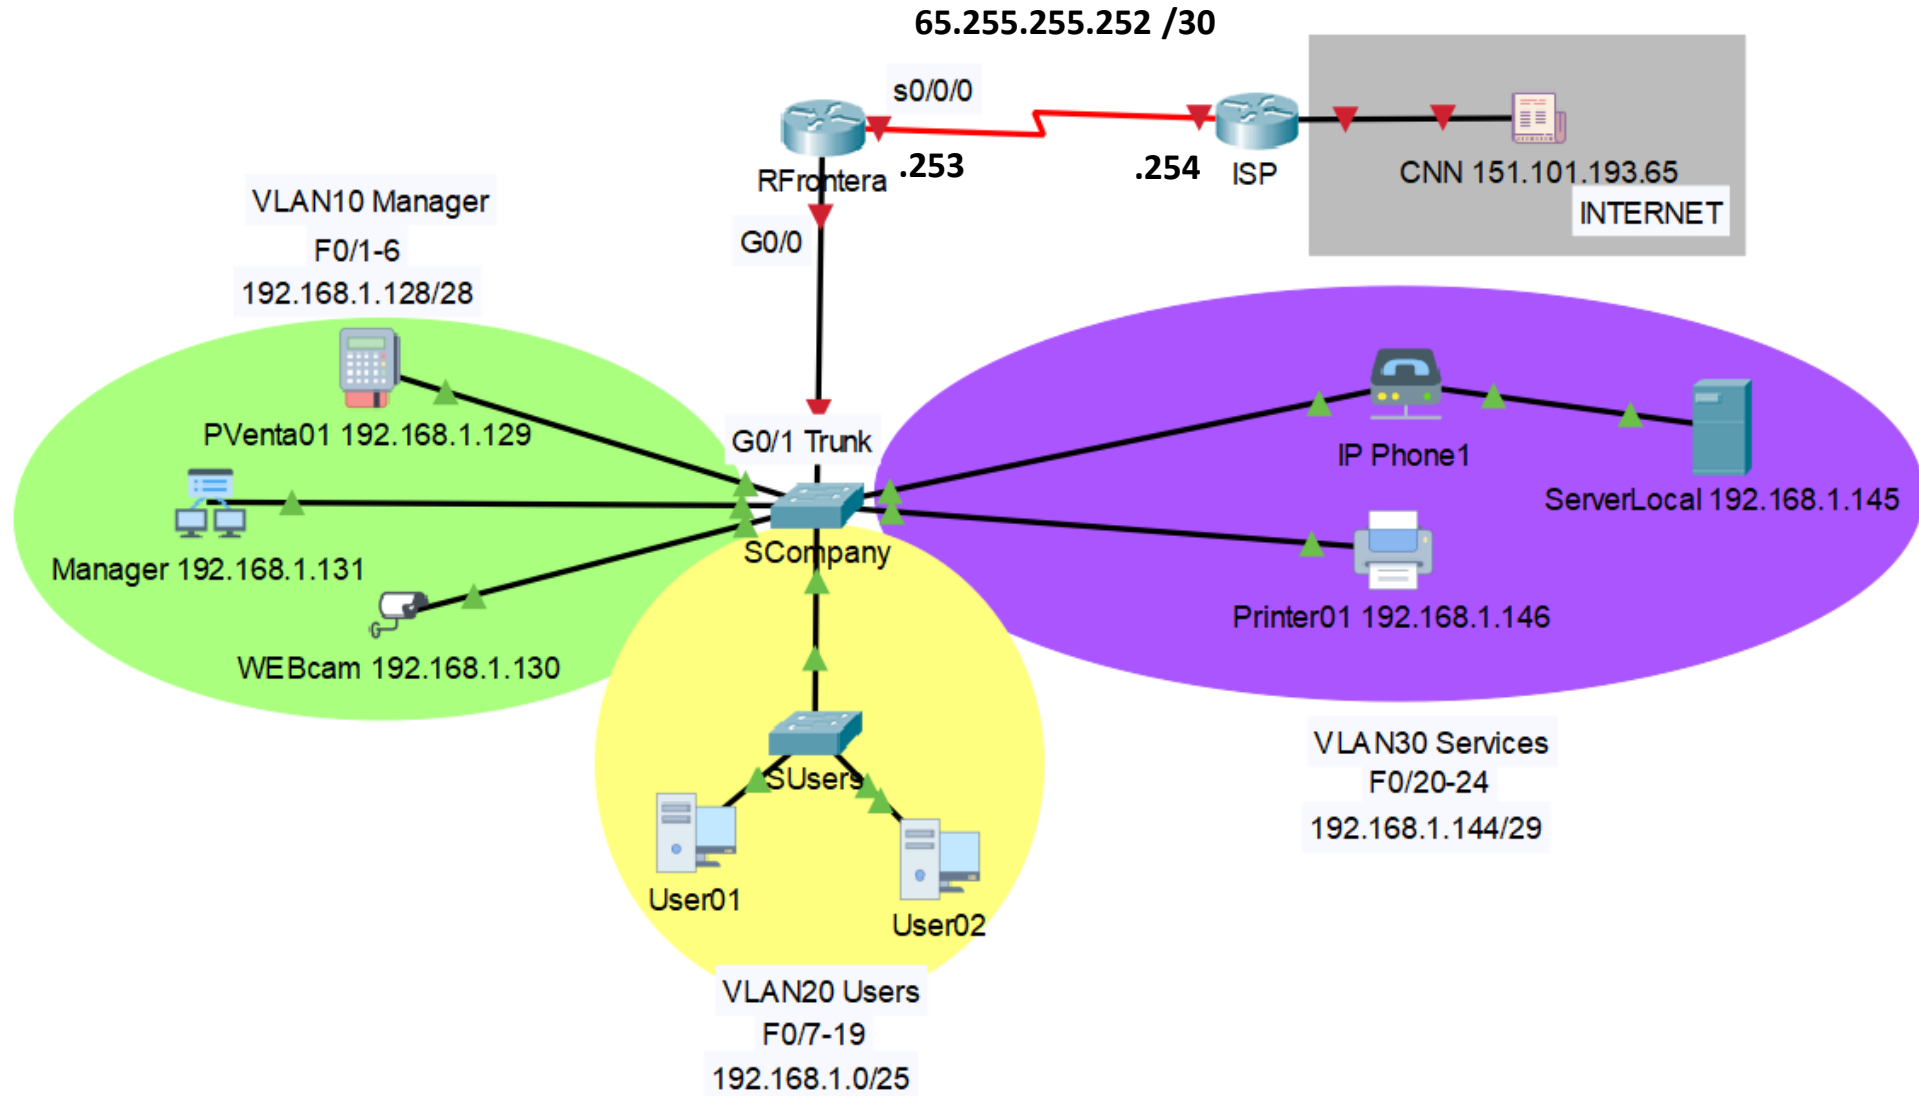 65.255.255.252 /30
s0/0/0
RFrontera
.253
.254
ISP
CNN 151.101.193.65
INTERNET
G0/0
VLAN10 Manager
F0/1-6
192.168.1.128/28
PVenta01 192.168.1.129
Manager 192.168.1.131
WEBcam 192.168.1.130
G0/1 Trunk
SCompany
IP Phone1
ServerLocal 192.168.1.145
Printer01 192.168.1.146
VLAN30 Services
F0/20-24
192.168.1.144/29
SUsers
User01
User02
VLAN20 Users
F0/7-19
192.168.1.0/25